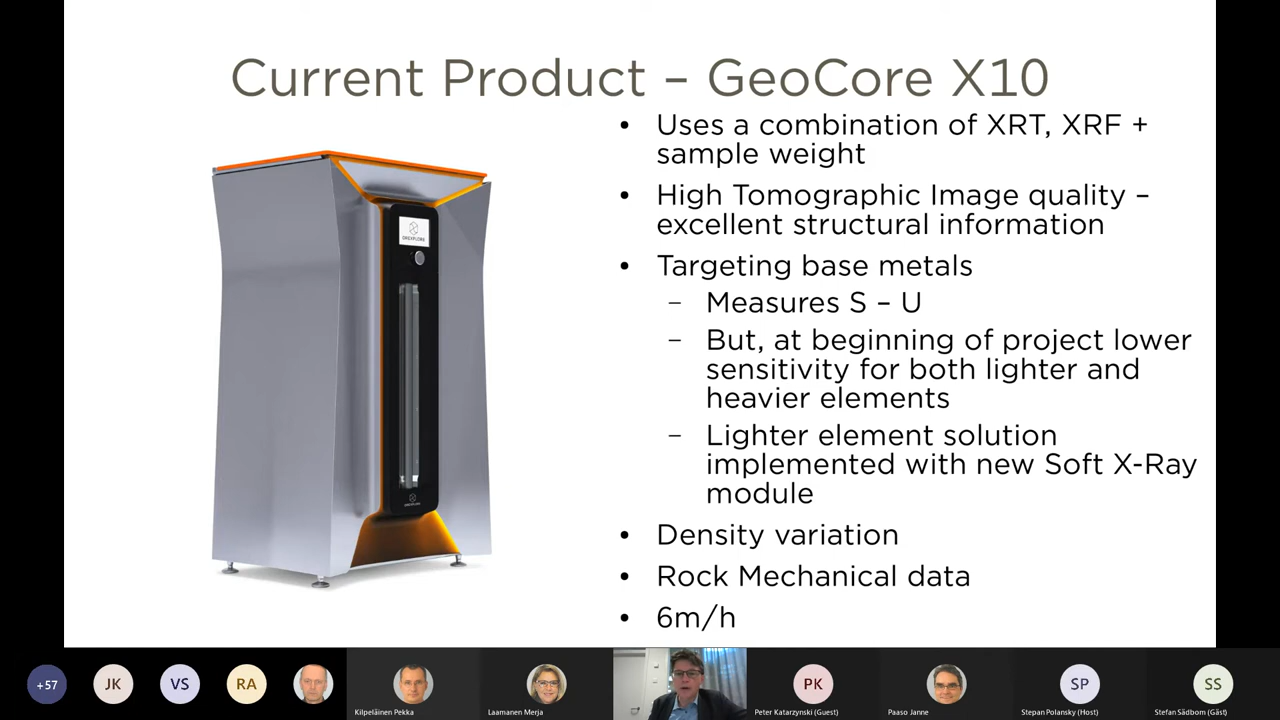 Current Product – GeoCore X10
• Uses a combination of XRT, XRF +
sample weight
• High Tomographic Image quality –
excellent structural information
• Targeting base metals
– Measures S – U
– But, at beginning of project lower
sensitivity for both lighter and
heavier elements
– Lighter element solution
implemented with new Soft X-Ray
module
• Density variation
• Rock Mechanical data
• 6m/h
OREXPLORE
+57
JK
VS
RA
Kilpeläinen Pekka
Laamanen Merja
PK
Peter Katarzynski (Guest)
Paaso Janne
SP
Stepan Polansky (Host)
SS
Stefan Sädbom (Gäst)